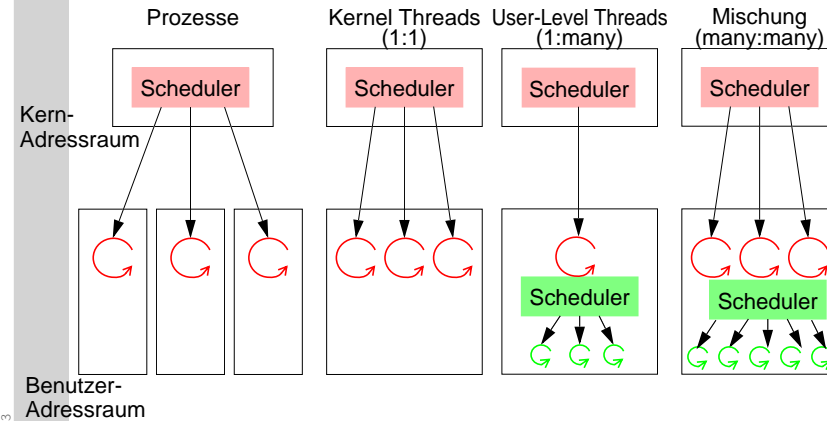 Prozesse
Kernel Threads
(1:1)
User-Level Threads
(1:many)
Mischung
(many:many)
Scheduler
Scheduler
Scheduler
Scheduler
Kern-
Adressraum
Scheduler
Scheduler
Benutzer-
Adressraum
3